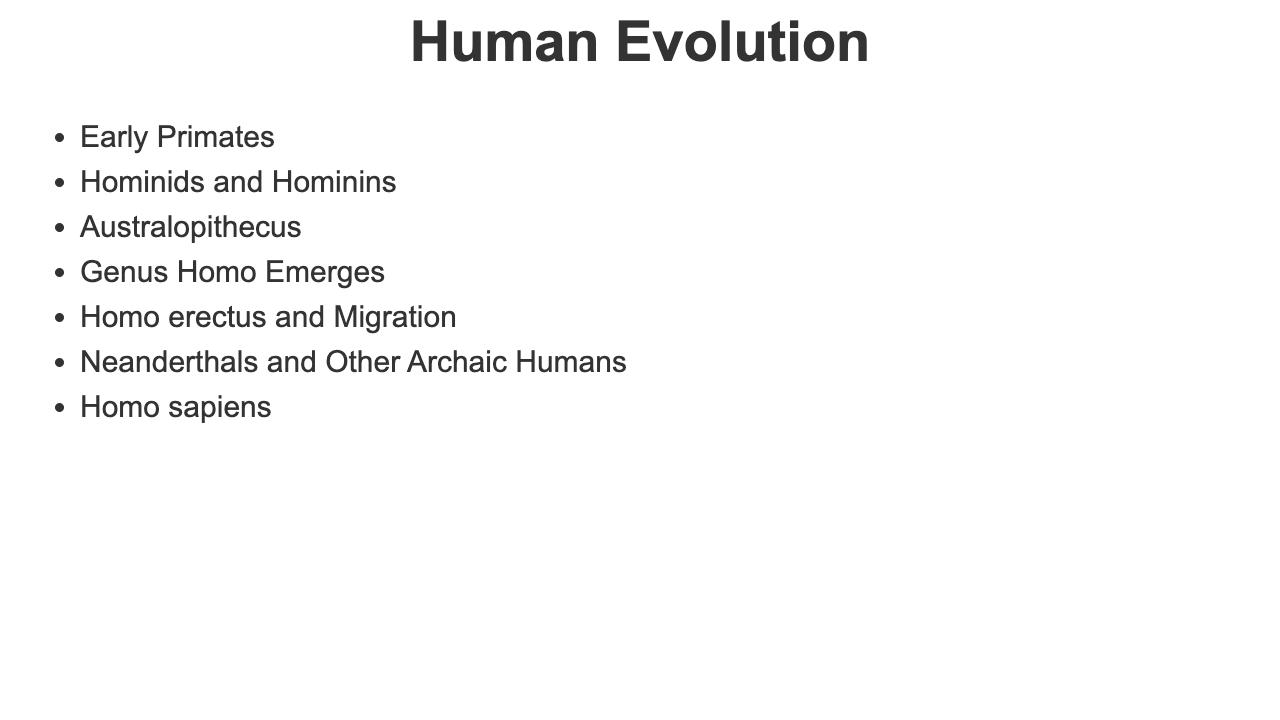 Human Evolution
• Early Primates
• Hominids and Hominins
• Australopithecus
• Genus Homo Emerges
• Homo erectus and Migration
• Neanderthals and Other Archaic Humans
• Homo sapiens